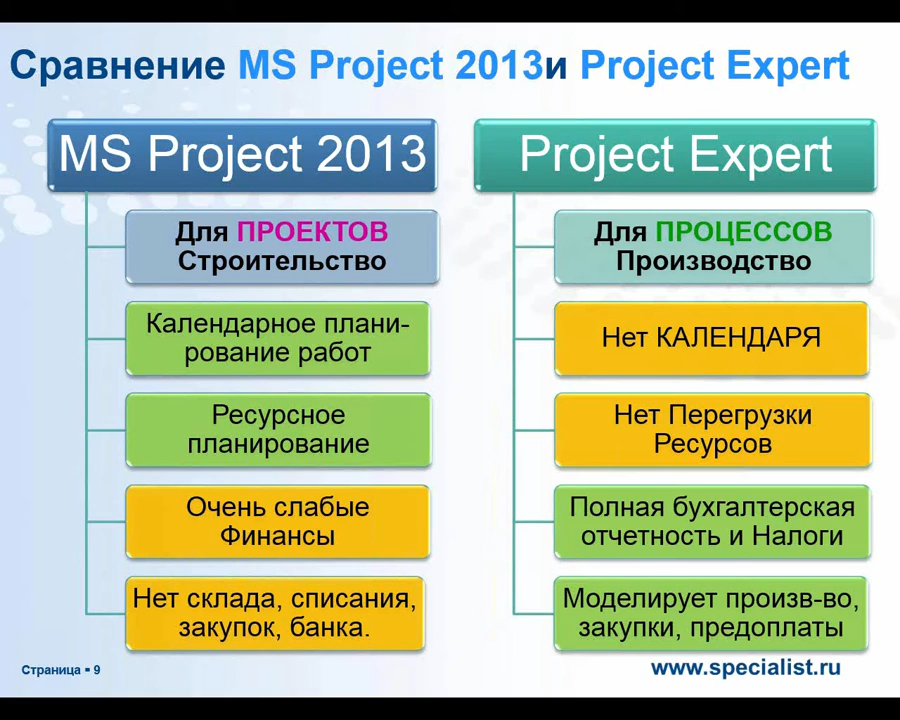 Сравнение MS Project 2013и Project Expert
MS Project 2013
Для ПРОЕКТОВ
Строительство
Календарное плани-
рование работ
Ресурсное
планирование
Очень слабые
Финансы
Нет склада, списания,
закупок, банка.
Project Expert
Для ПРОЦЕССОВ
Производство
Нет КАЛЕНДАРЯ
Нет Перегрузки
Ресурсов
Полная бухгалтерская
отчетность и Налоги
Моделирует произв-во,
закупки, предоплаты
Страница ▪ 9
www.specialist.ru